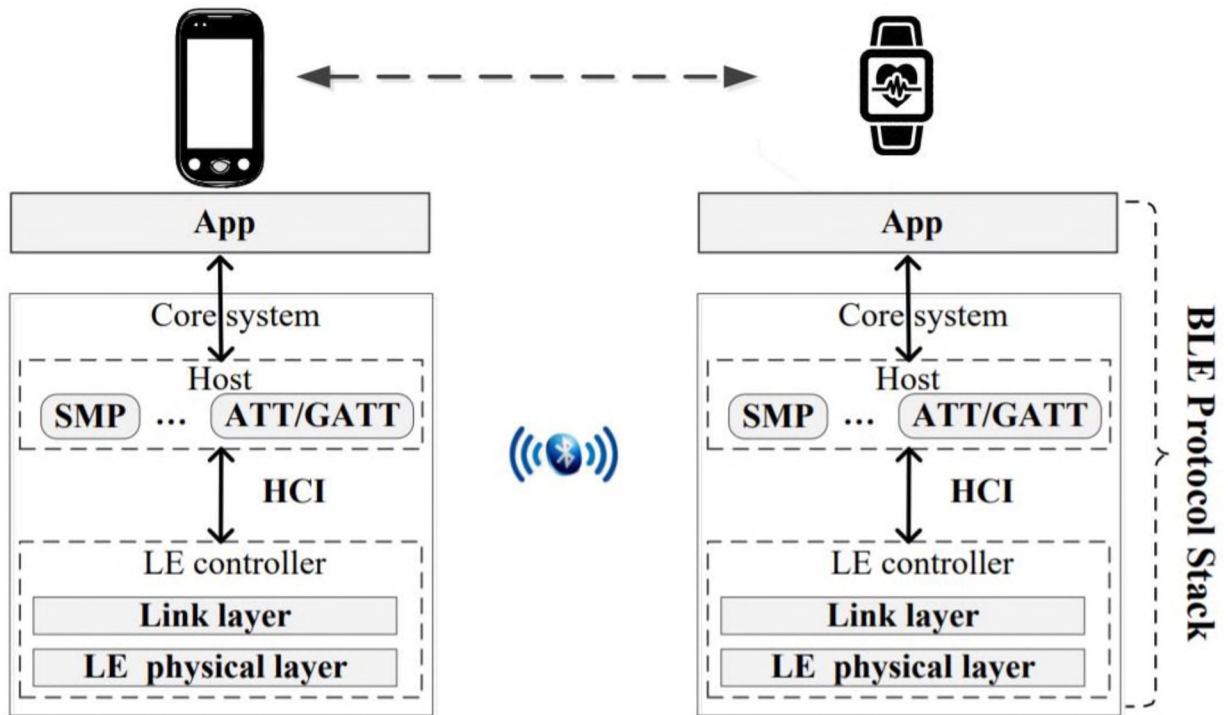 App
Core system
Host
SMP ... ATT/GATT
HCI
LE controller
Link layer
LE physical layer
App
Core system
Host
SMP ... ATT/GATT
HCI
LE controller
Link layer
LE physical layer
BLE Protocol Stack